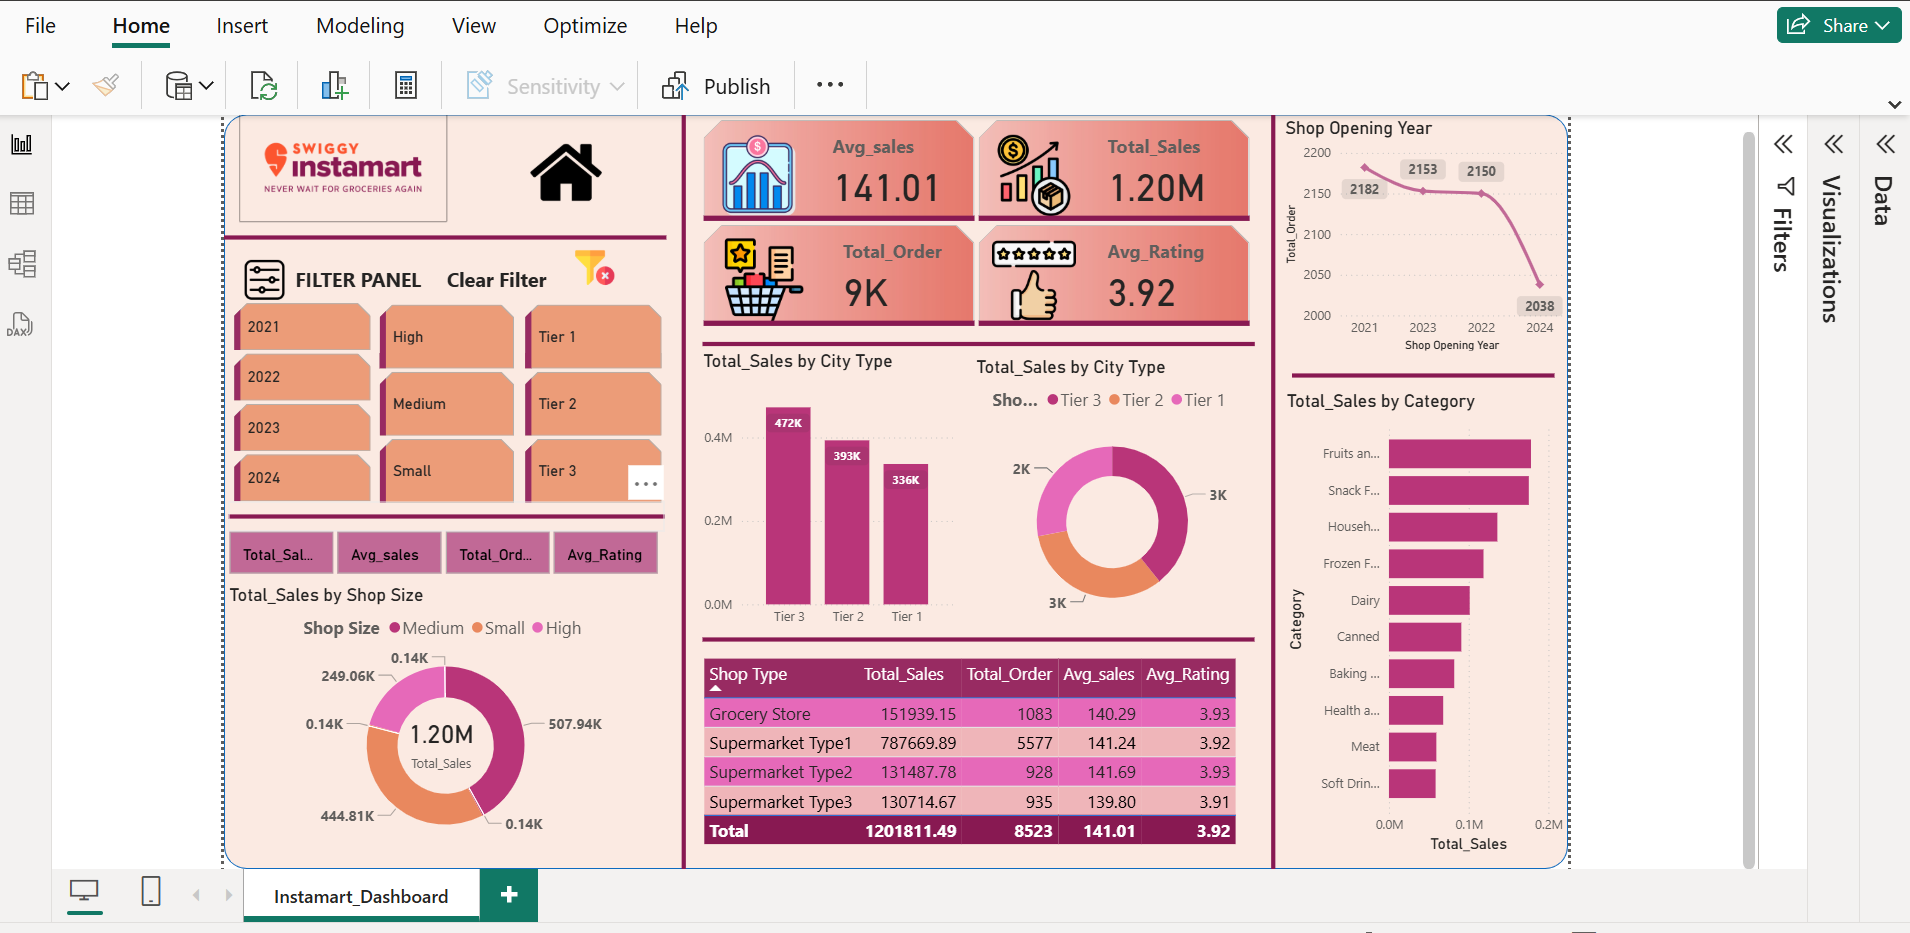 File Home Insert Modeling View Optimize Help Share
Sensitivity Publish
SWIGGY
instamart
NEVER WAIT FOR GROCERIES AGAIN
FILTER PANEL Clear Filter
2021
2022
2023
2024
High
Medium
Small
Tier 1
Tier 2
Tier 3
Total_Sal... Avg_sales Total_Ord... Avg_Rating
Total_Sales by Shop Size
Shop Size Medium Small High
0.14K
249.06K
0.14K
507.94K
1.20M
Total_Sales
444.81K
0.14K
Avg_sales
141.01
Total_Sales
1.20M
Total_Order
9K
Avg_Rating
3.92
Total_Sales by City Type
472K
393K
336K
0.4M
0.2M
0.0M
Tier 3 Tier 2 Tier 1
Total_Sales by City Type
Sho... Tier 3 Tier 2 Tier 1
2K
3K
3K
Shop Type Total_Sales Total_Order Avg_sales Avg_Rating
Grocery Store 151939.15 1083 140.29 3.93
Supermarket Type1 787669.89 5577 141.24 3.92
Supermarket Type2 131487.78 928 141.69 3.93
Supermarket Type3 130714.67 935 139.80 3.91
Total 1201811.49 8523 141.01 3.92
Shop Opening Year
2200
2150
2100
2050
2000
Total_Order
2182
2153
2150
2038
2021 2023 2022 2024
Shop Opening Year
Total_Sales by Category
Category
Fruits an...
Snack F...
Househ...
Frozen F...
Dairy
Canned
Baking ...
Health a...
Meat
Soft Drin...
0.0M 0.1M 0.2M
Total_Sales
Filters
Visualizations
Data
DAX
Instamart_Dashboard